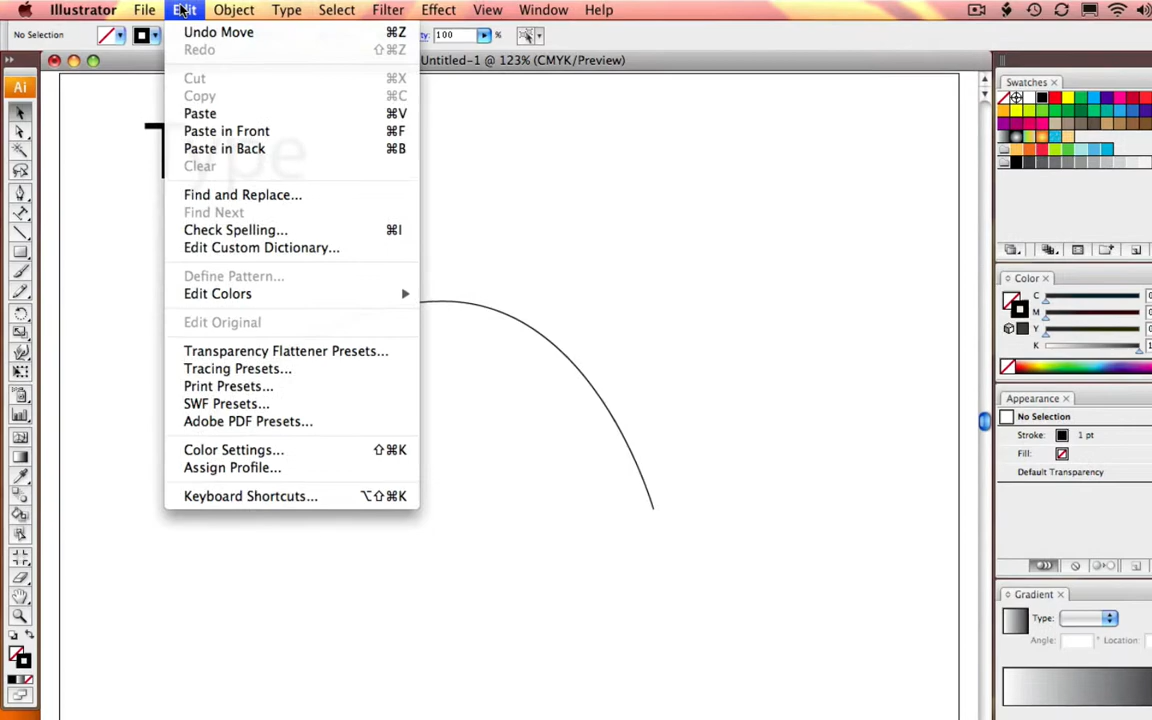 Illustrator File Edit Object Type Select Filter Effect View Window Help
No Selection
100 %
Untitled-1 @ 123% (CMYK/Preview)
Ai
Undo Move ⌘Z
Redo ⇧⌘Z
Cut ⌘X
Copy ⌘C
Paste ⌘V
Paste in Front ⌘F
Paste in Back ⌘B
Clear
Find and Replace...
Find Next
Check Spelling... ⌘I
Edit Custom Dictionary...
Define Pattern...
Edit Colors
Edit Original
Transparency Flattener Presets...
Tracing Presets...
Print Presets...
SWF Presets...
Adobe PDF Presets...
Color Settings... ⇧⌘K
Assign Profile...
Keyboard Shortcuts... ⌥⇧⌘K
Type
Swatches
Color
C
M
Y
K
Appearance
No Selection
Stroke: 1 pt
Fill:
Default Transparency
Gradient
Type:
Angle: ° Location: